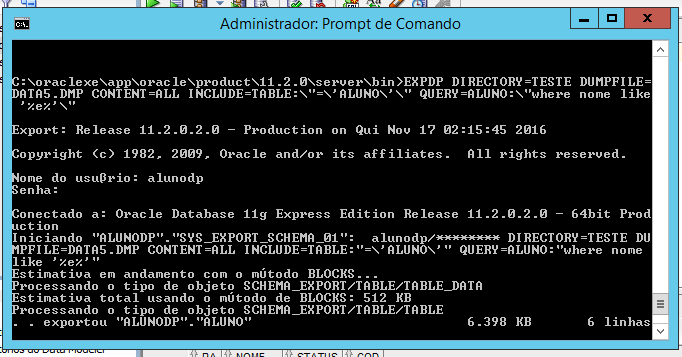 Administrador: Prompt de Comando
C:\oraclexe\app\oracle\product\11.2.0\server\bin>EXPDP DIRECTORY=TESTE DUMPFILE=
DATA5.DMP CONTENT=ALL INCLUDE=TABLE:\"=\'ALUNO\'\" QUERY=ALUNO:\"where nome like
 '%e%'\"
Export: Release 11.2.0.2.0 - Production on Qui Nov 17 02:15:45 2016
Copyright (c) 1982, 2009, Oracle and/or its affiliates.  All rights reserved.
Nome do usußrio: alunodp
Senha:
Conectado a: Oracle Database 11g Express Edition Release 11.2.0.2.0 - 64bit Prod
uction
Iniciando "ALUNODP"."SYS_EXPORT_SCHEMA_01":  alunodp/******** DIRECTORY=TESTE DU
MPFILE=DATA5.DMP CONTENT=ALL INCLUDE=TABLE:"=\'ALUNO\'" QUERY=ALUNO:"where nome
like '%e%'"
Estimativa em andamento com o mútodo BLOCKS...
Processando o tipo de objeto SCHEMA_EXPORT/TABLE/TABLE_DATA
Estimativa total usando o mútodo de BLOCKS: 512 KB
Processando o tipo de objeto SCHEMA_EXPORT/TABLE/TABLE
. . exportou "ALUNODP"."ALUNO" 6.398 KB 6 linhas
RA NOME STATUS COD